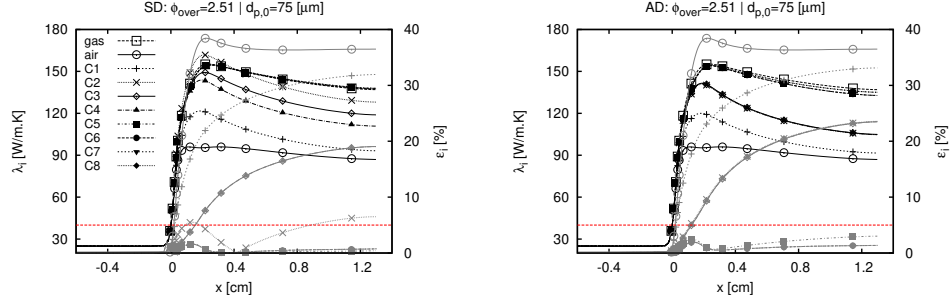 SD: ϕover=2.51 | dp,0=75 [μm]
180
150
120
90
60
30
λi [W/m.K]
40
30
20
10
0
εi [%]
gas
air
C1
C2
C3
C4
C5
C6
C7
C8
-0.4
0
0.4
0.8
1.2
x [cm]
AD: ϕover=2.51 | dp,0=75 [μm]
180
150
120
90
60
30
λi [W/m.K]
40
30
20
10
0
εi [%]
-0.4
0
0.4
0.8
1.2
x [cm]